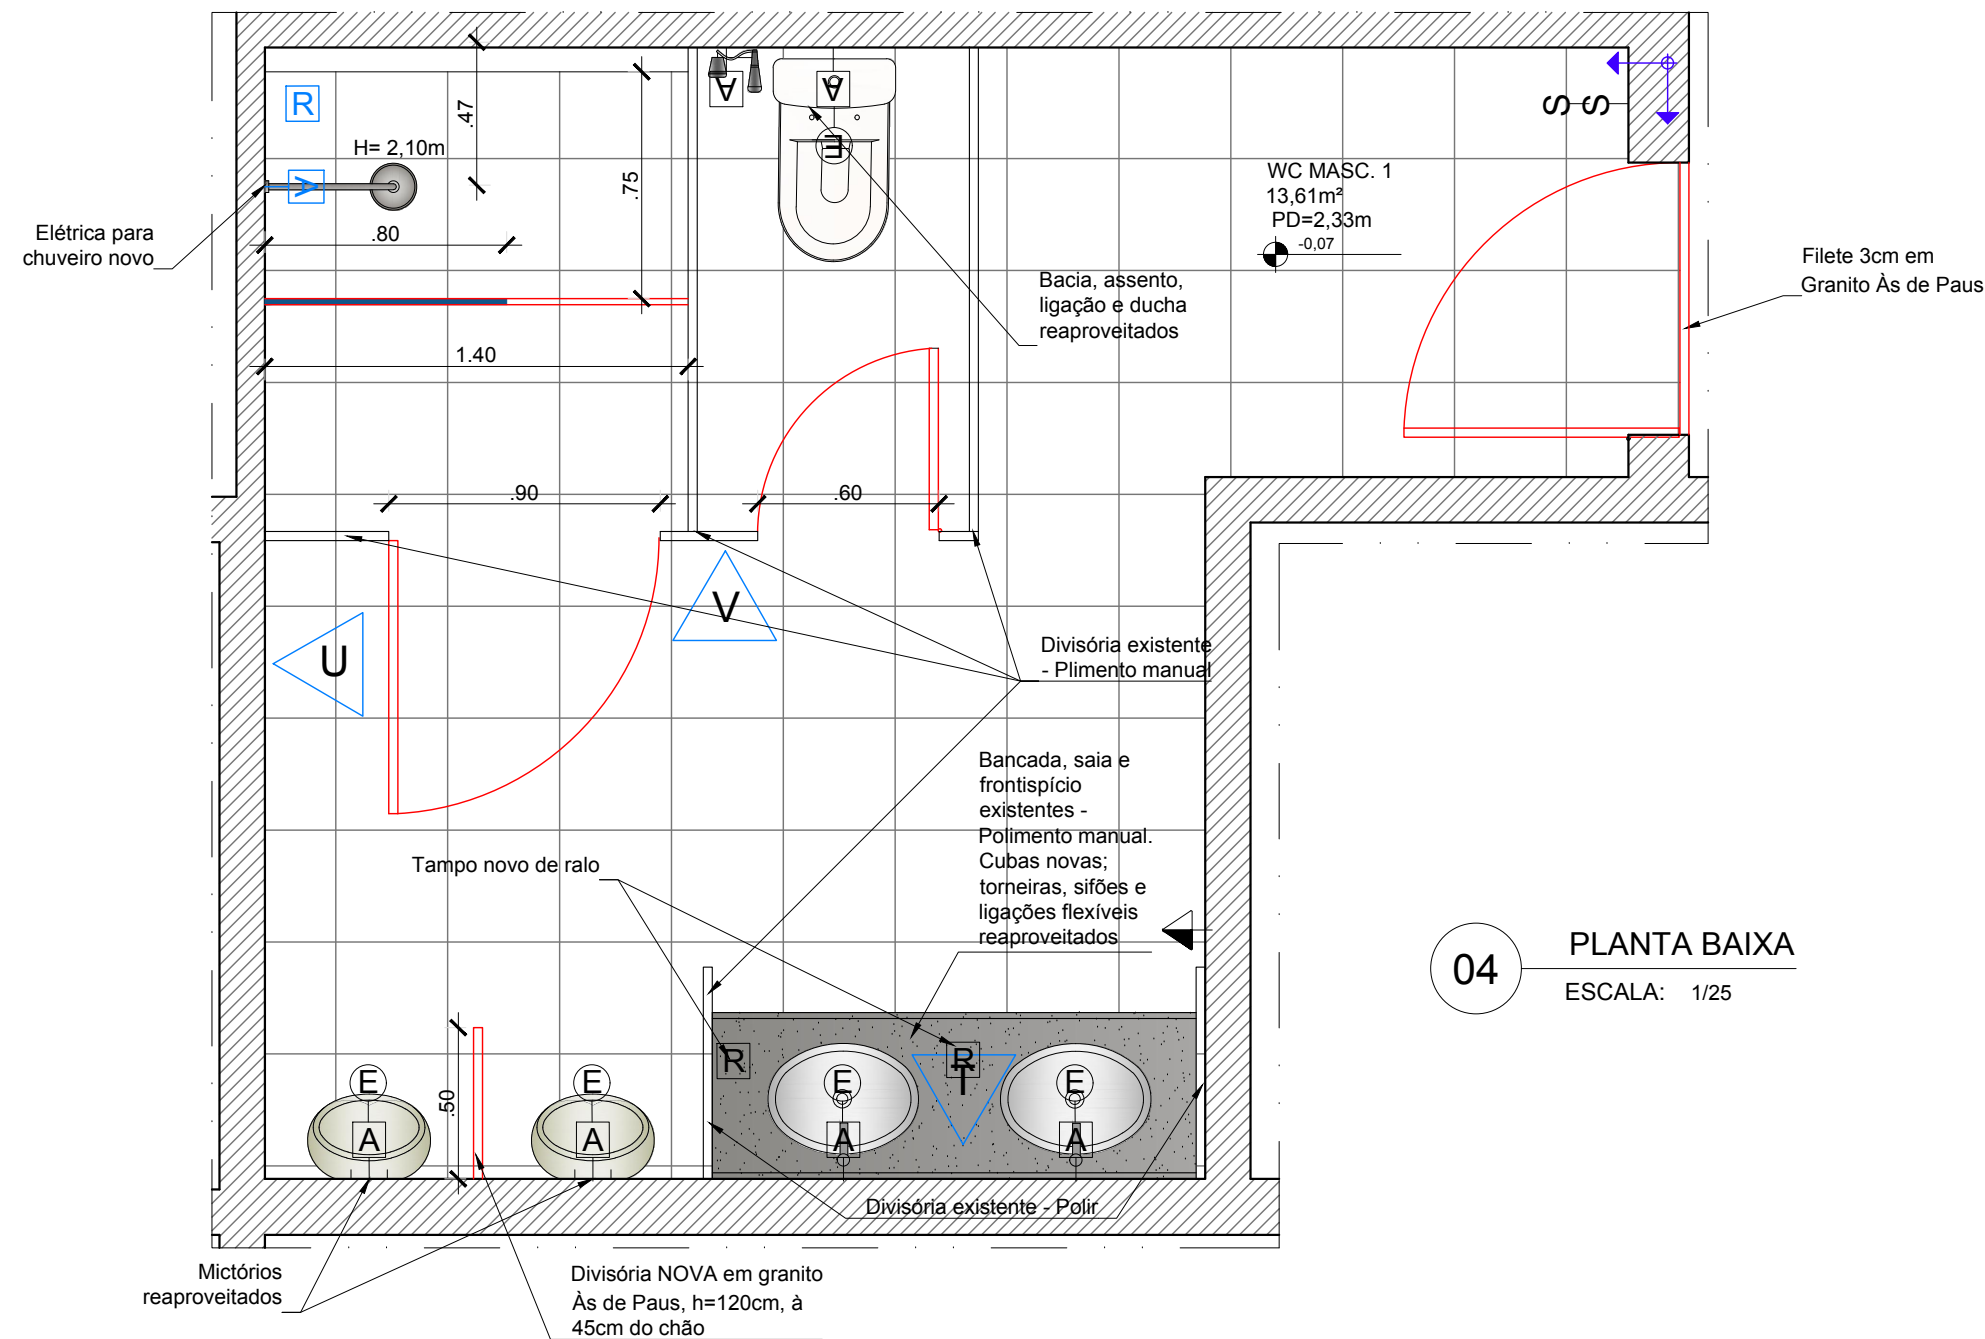 R
H= 2,10m
.47
.75
A
.80
1.40
.90
.60
A
A
E
S
S
WC MASC. 1
13,61m²
PD=2,33m
-0,07
Elétrica para
chuveiro novo
Bacia, assento,
ligação e ducha
reaproveitados
Filete 3cm em
Granito Às de Paus
U
V
Divisória existente
- Plimento manual
Bancada, saia e
frontispício
existentes -
Polimento manual.
Cubas novas;
torneiras, sifões e
ligações flexíveis
reaproveitados
Tampo novo de ralo
04
PLANTA BAIXA
ESCALA: 1/25
E
A
.50
E
A
R
E
A
R
T
E
A
Divisória existente - Polir
Mictórios
reaproveitados
Divisória NOVA em granito
Às de Paus, h=120cm, à
45cm do chão